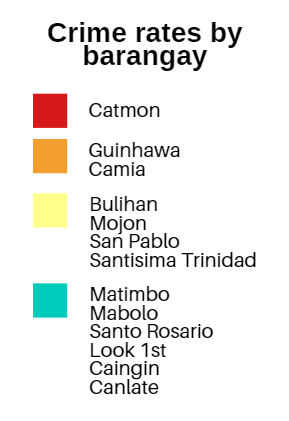 Crime rates by
barangay
Catmon
Guinhawa
Camia
Bulihan
Mojon
San Pablo
Santisima Trinidad
Matimbo
Mabolo
Santo Rosario
Look 1st
Caingin
Canlate